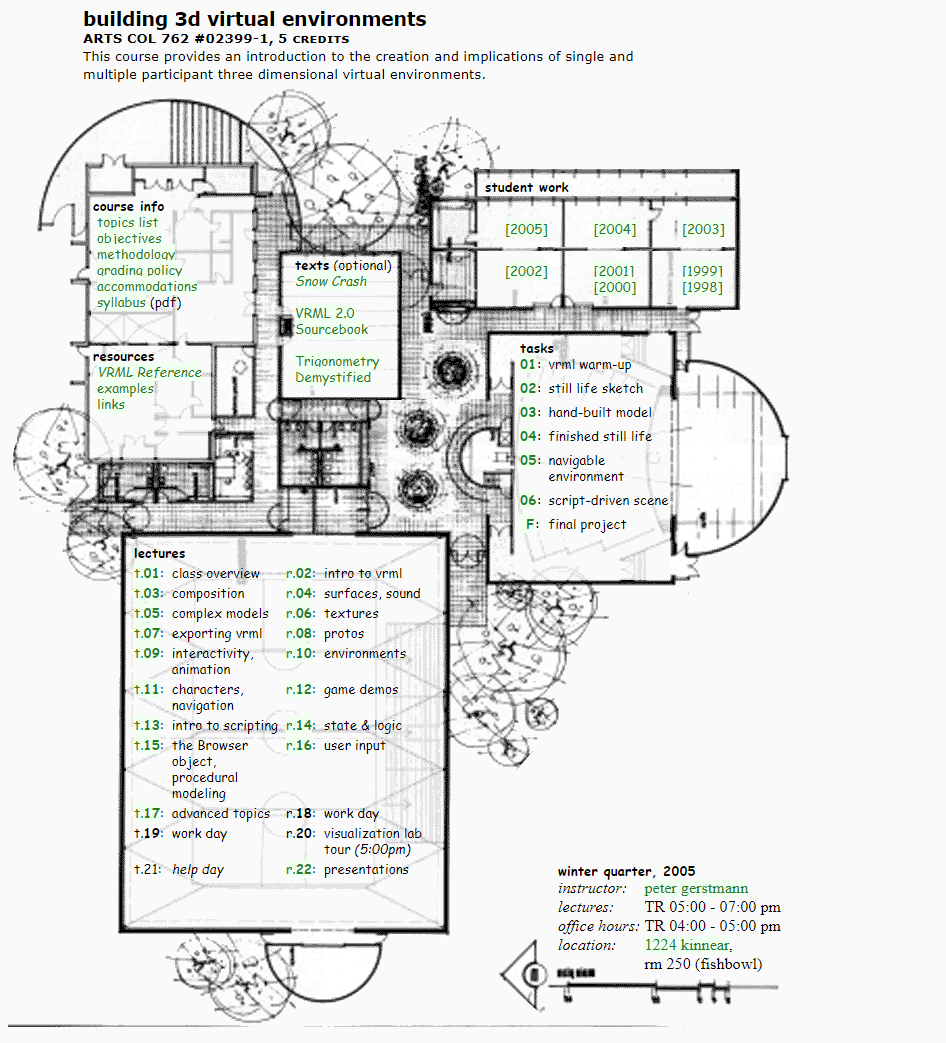 building 3d virtual environments
ARTS COL 762 #02399-1, 5 CREDITS
This course provides an introduction to the creation and implications of single and
multiple participant three dimensional virtual environments.
course info
topics list
objectives
methodology
grading policy
accommodations
syllabus (pdf)
resources
VRML Reference
examples
links
texts (optional)
Snow Crash
VRML 2.0
Sourcebook
Trigonometry
Demystified
student work
[2005] [2004] [2003]
[2002] [2001] [1999]
[2000] [1998]
tasks
01: vrml warm-up
02: still life sketch
03: hand-built model
04: finished still life
05: navigable
environment
06: script-driven scene
F: final project
lectures
t.01: class overview r.02: intro to vrml
t.03: composition r.04: surfaces, sound
t.05: complex models r.06: textures
t.07: exporting vrml r.08: protos
t.09: interactivity, r.10: environments
animation
t.11: characters, r.12: game demos
navigation
t.13: intro to scripting r.14: state & logic
t.15: the Browser r.16: user input
object,
procedural
modeling
t.17: advanced topics r.18: work day
t.19: work day r.20: visualization lab
tour (5:00pm)
t.21: help day r.22: presentations
winter quarter, 2005
instructor: peter gerstmann
lectures: TR 05:00 - 07:00 pm
office hours: TR 04:00 - 05:00 pm
location: 1224 kinnear,
rm 250 (fishbowl)